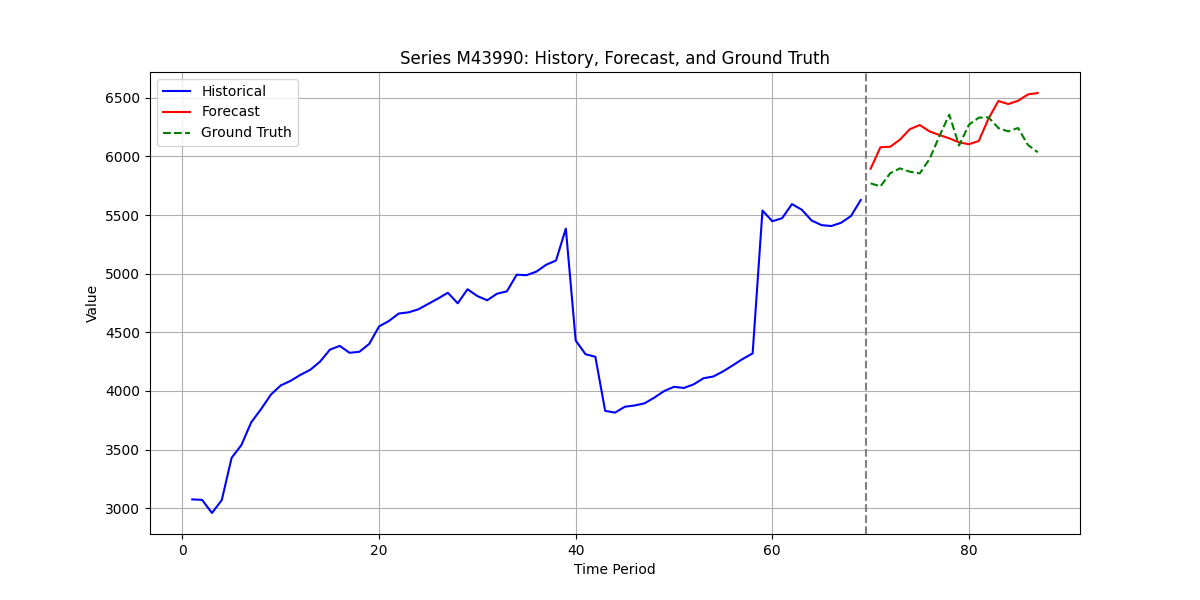 Series M43990: History, Forecast, and Ground Truth
Historical
Forecast
Ground Truth
6500
6000
5500
5000
4500
4000
3500
3000
Value
0 20 40 60 80
Time Period